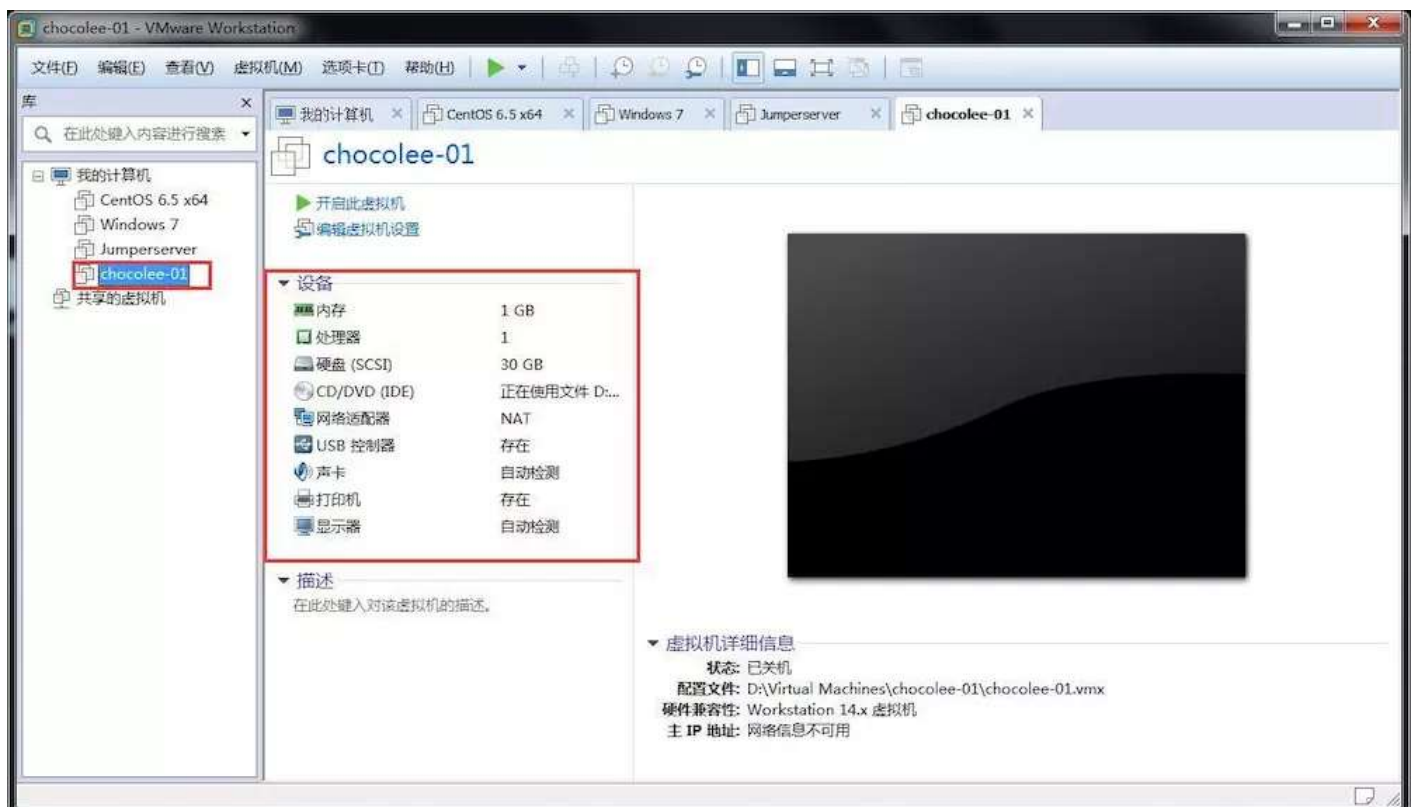 chocolee-01 - VMware Workstation
文件(F) 编辑(E) 查看(V) 虚拟机(M) 选项卡(T) 帮助(H)
库
在此处键入内容进行搜索
我的计算机
CentOS 6.5 x64
Windows 7
Jumperserver
chocolee-01
共享的虚拟机
我的计算机 CentOS 6.5 x64 Windows 7 Jumperserver chocolee-01
chocolee-01
开启此虚拟机
编辑虚拟机设置
设备
内存 1 GB
处理器 1
硬盘 (SCSI) 30 GB
CD/DVD (IDE) 正在使用文件 D:...
网络适配器 NAT
USB 控制器 存在
声卡 自动检测
打印机 存在
显示器 自动检测
描述
在此处键入对该虚拟机的描述。
虚拟机详细信息
状态: 已关机
配置文件: D:\Virtual Machines\chocolee-01\chocolee-01.vmx
硬件兼容性: Workstation 14.x 虚拟机
主 IP 地址: 网络信息不可用